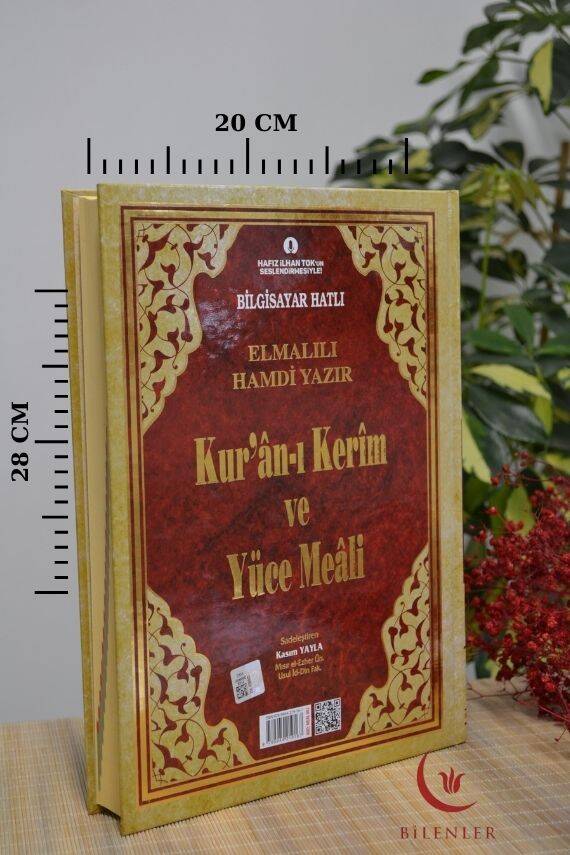 20 CM
28 CM
HAFIZ İLHAN TOK'UN
SESLENDİRMESİYLE!
BİLGİSAYAR HATLI
ELMALILI
HAMDİ YAZIR
Kur'ân-ı Kerîm
ve
Yüce Meâli
Sadeleştiren
Kasım YAYLA
Mısır el-Ezher Ün.
Usul İd-Din Fak.
BİLENLER